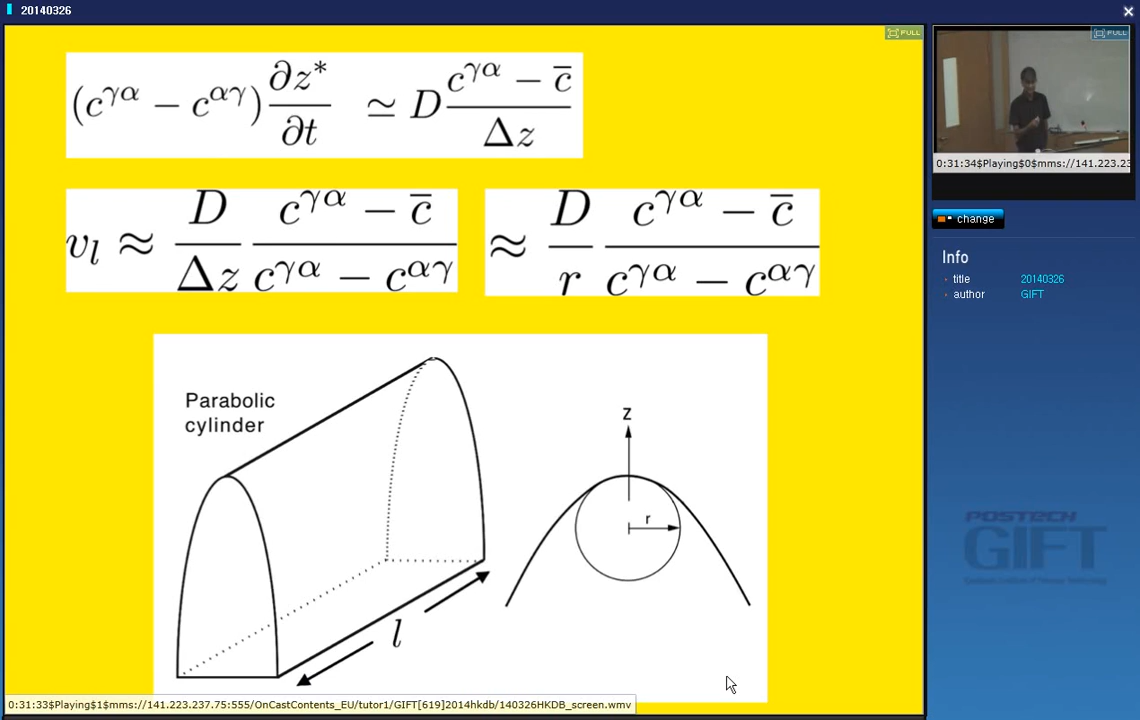 20140326
FULL
FULL
(c^{γα} − c^{αγ}) ∂z*/∂t ≃ D (c^{γα} − c̅)/Δz
v_l ≈ D/Δz (c^{γα} − c̅)/(c^{γα} − c^{αγ}) ≈ D/r (c^{γα} − c̅)/(c^{γα} − c^{αγ})
Parabolic
cylinder
z
r
l
0:31:33$Playing$1$mms://141.223.237.75:555/OnCastContents_EU/tutor1/GIFT[619]2014hkdb/140326HKDB_screen.wmv
0:31:34$Playing$0$mms://141.223.23
change
Info
title 20140326
author GIFT
POSTECH
GIFT